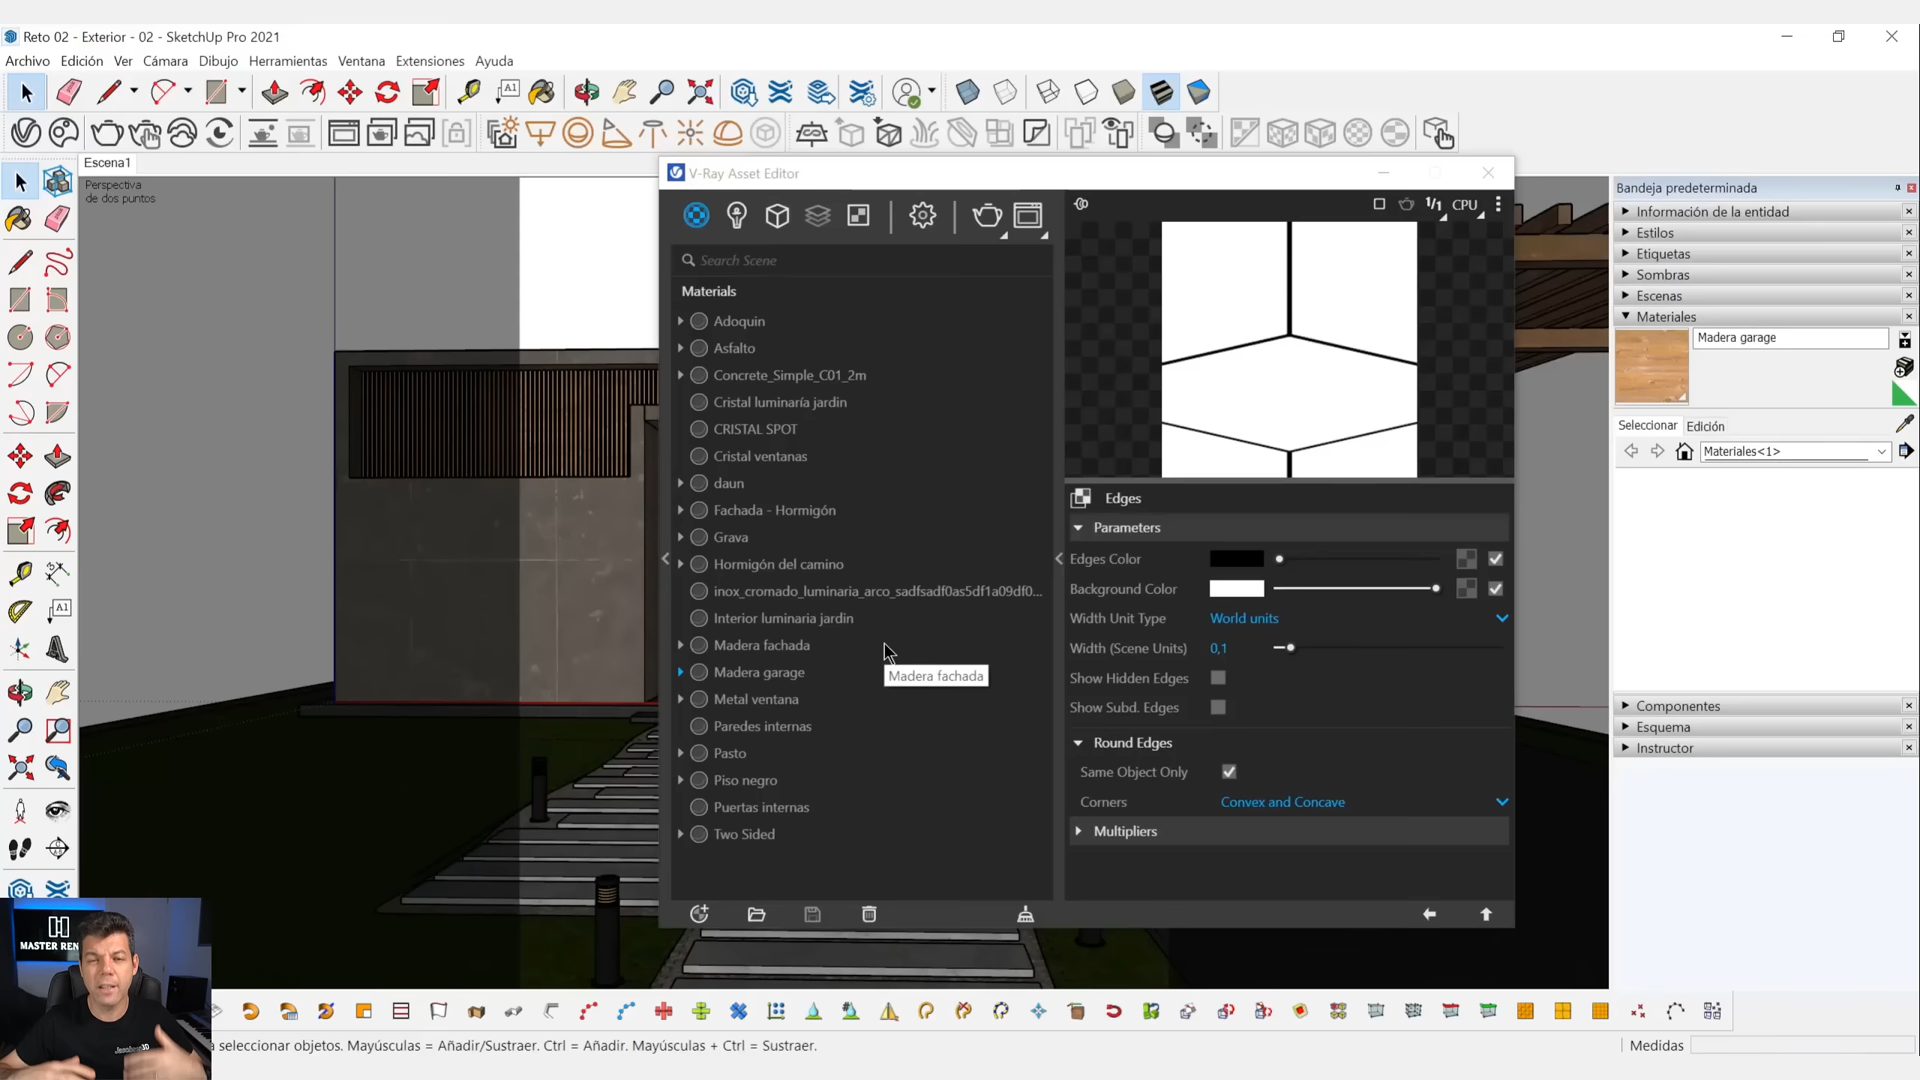 Reto 02 - Exterior - 02 - SketchUp Pro 2021
Archivo Edición Ver Cámara Dibujo Herramientas Ventana Extensiones Ayuda
Escena1
Perspectiva
de dos puntos
V-Ray Asset Editor
1/1 CPU
Search Scene
Materials
Adoquin
Asfalto
Concrete_Simple_C01_2m
Cristal luminaría jardin
CRISTAL SPOT
Cristal ventanas
daun
Fachada - Hormigón
Grava
Hormigón del camino
inox_cromado_luminaria_arco_sadfsadf0as5df1a09df0...
Interior luminaria jardin
Madera fachada
Madera garage
Madera fachada
Metal ventana
Paredes internas
Pasto
Piso negro
Puertas internas
Two Sided
Edges
Parameters
Edges Color
Background Color
Width Unit Type World units
Width (Scene Units) 0,1
Show Hidden Edges
Show Subd. Edges
Round Edges
Same Object Only
Corners Convex and Concave
Multipliers
Bandeja predeterminada
Información de la entidad
Estilos
Etiquetas
Sombras
Escenas
Materiales
Madera garage
Seleccionar Edición
Materiales<1>
Componentes
Esquema
Instructor
A1
A1
MASTER REN
seleccionar objetos. Mayúsculas = Añadir/Sustraer. Ctrl = Añadir. Mayúsculas + Ctrl = Sustraer.
Medidas